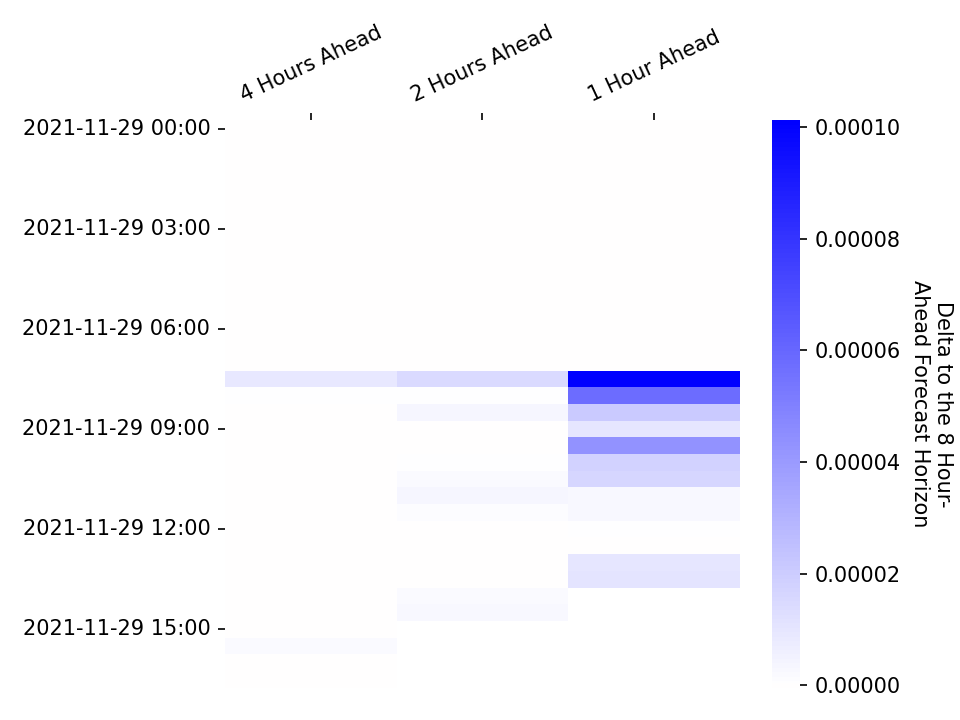 4 Hours Ahead
2 Hours Ahead
1 Hour Ahead
2021-11-29 00:00
2021-11-29 03:00
2021-11-29 06:00
2021-11-29 09:00
2021-11-29 12:00
2021-11-29 15:00
0.00010
0.00008
0.00006
0.00004
0.00002
0.00000
Delta to the 8 Hour-
Ahead Forecast Horizon